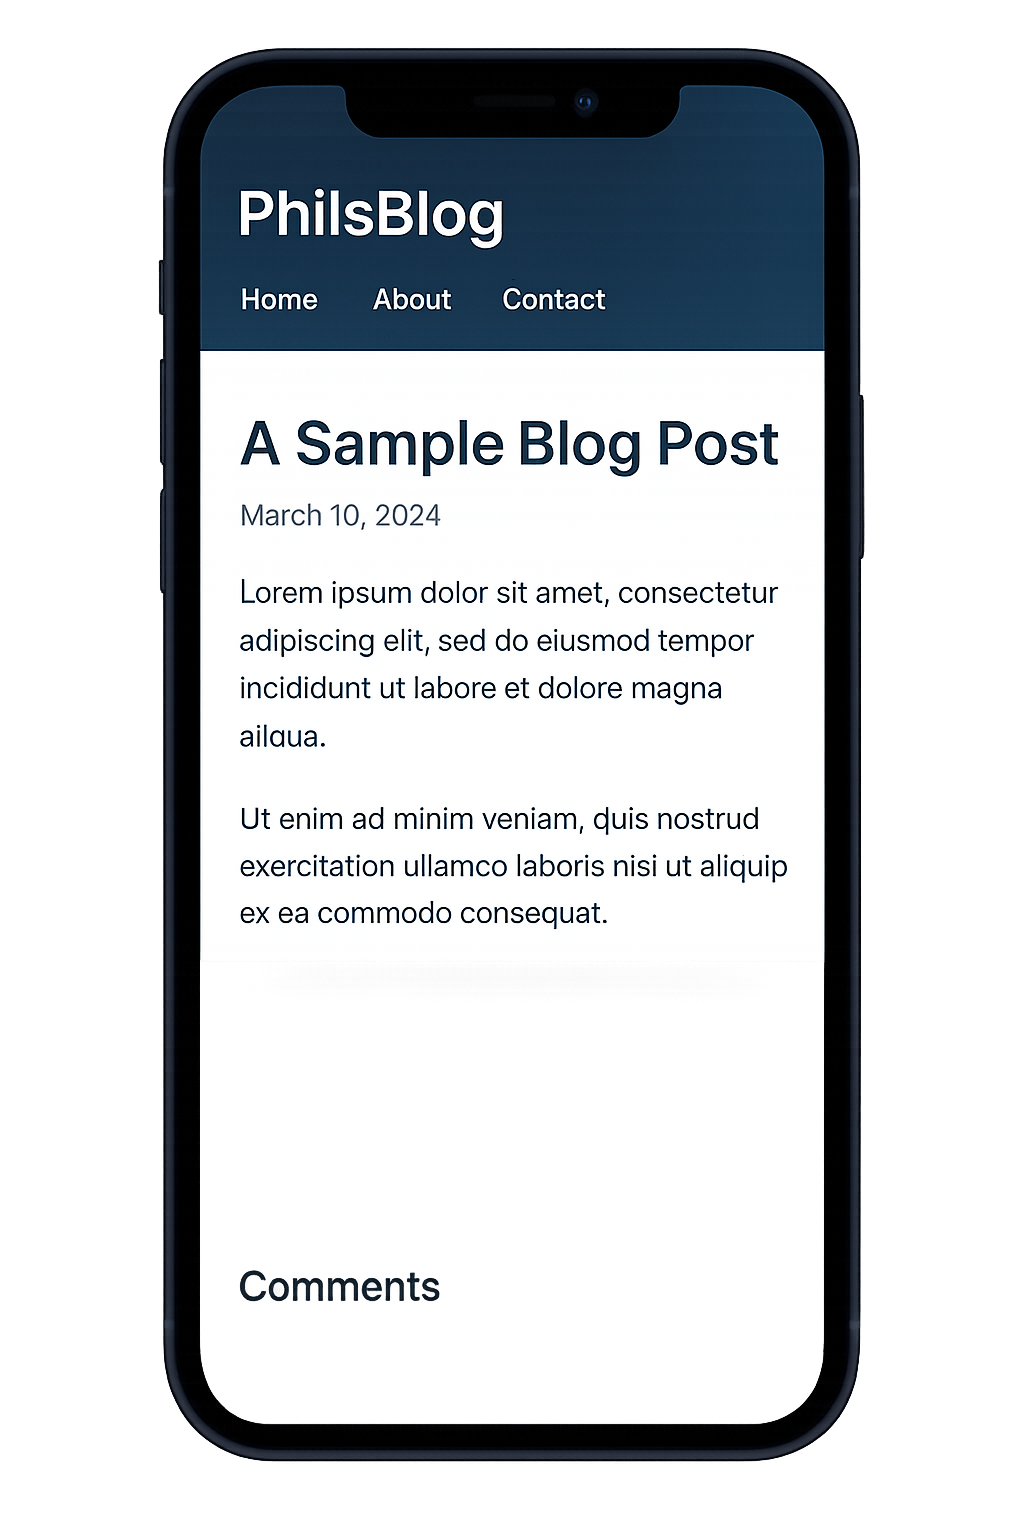 PhilsBlog
Home About Contact
A Sample Blog Post
March 10, 2024
Lorem ipsum dolor sit amet, consectetur
adipiscing elit, sed do eiusmod tempor
incididunt ut labore et dolore magna
ailqua.
Ut enim ad minim veniam, quis nostrud
exercitation ullamco laboris nisi ut aliquip
ex ea commodo consequat.
Comments